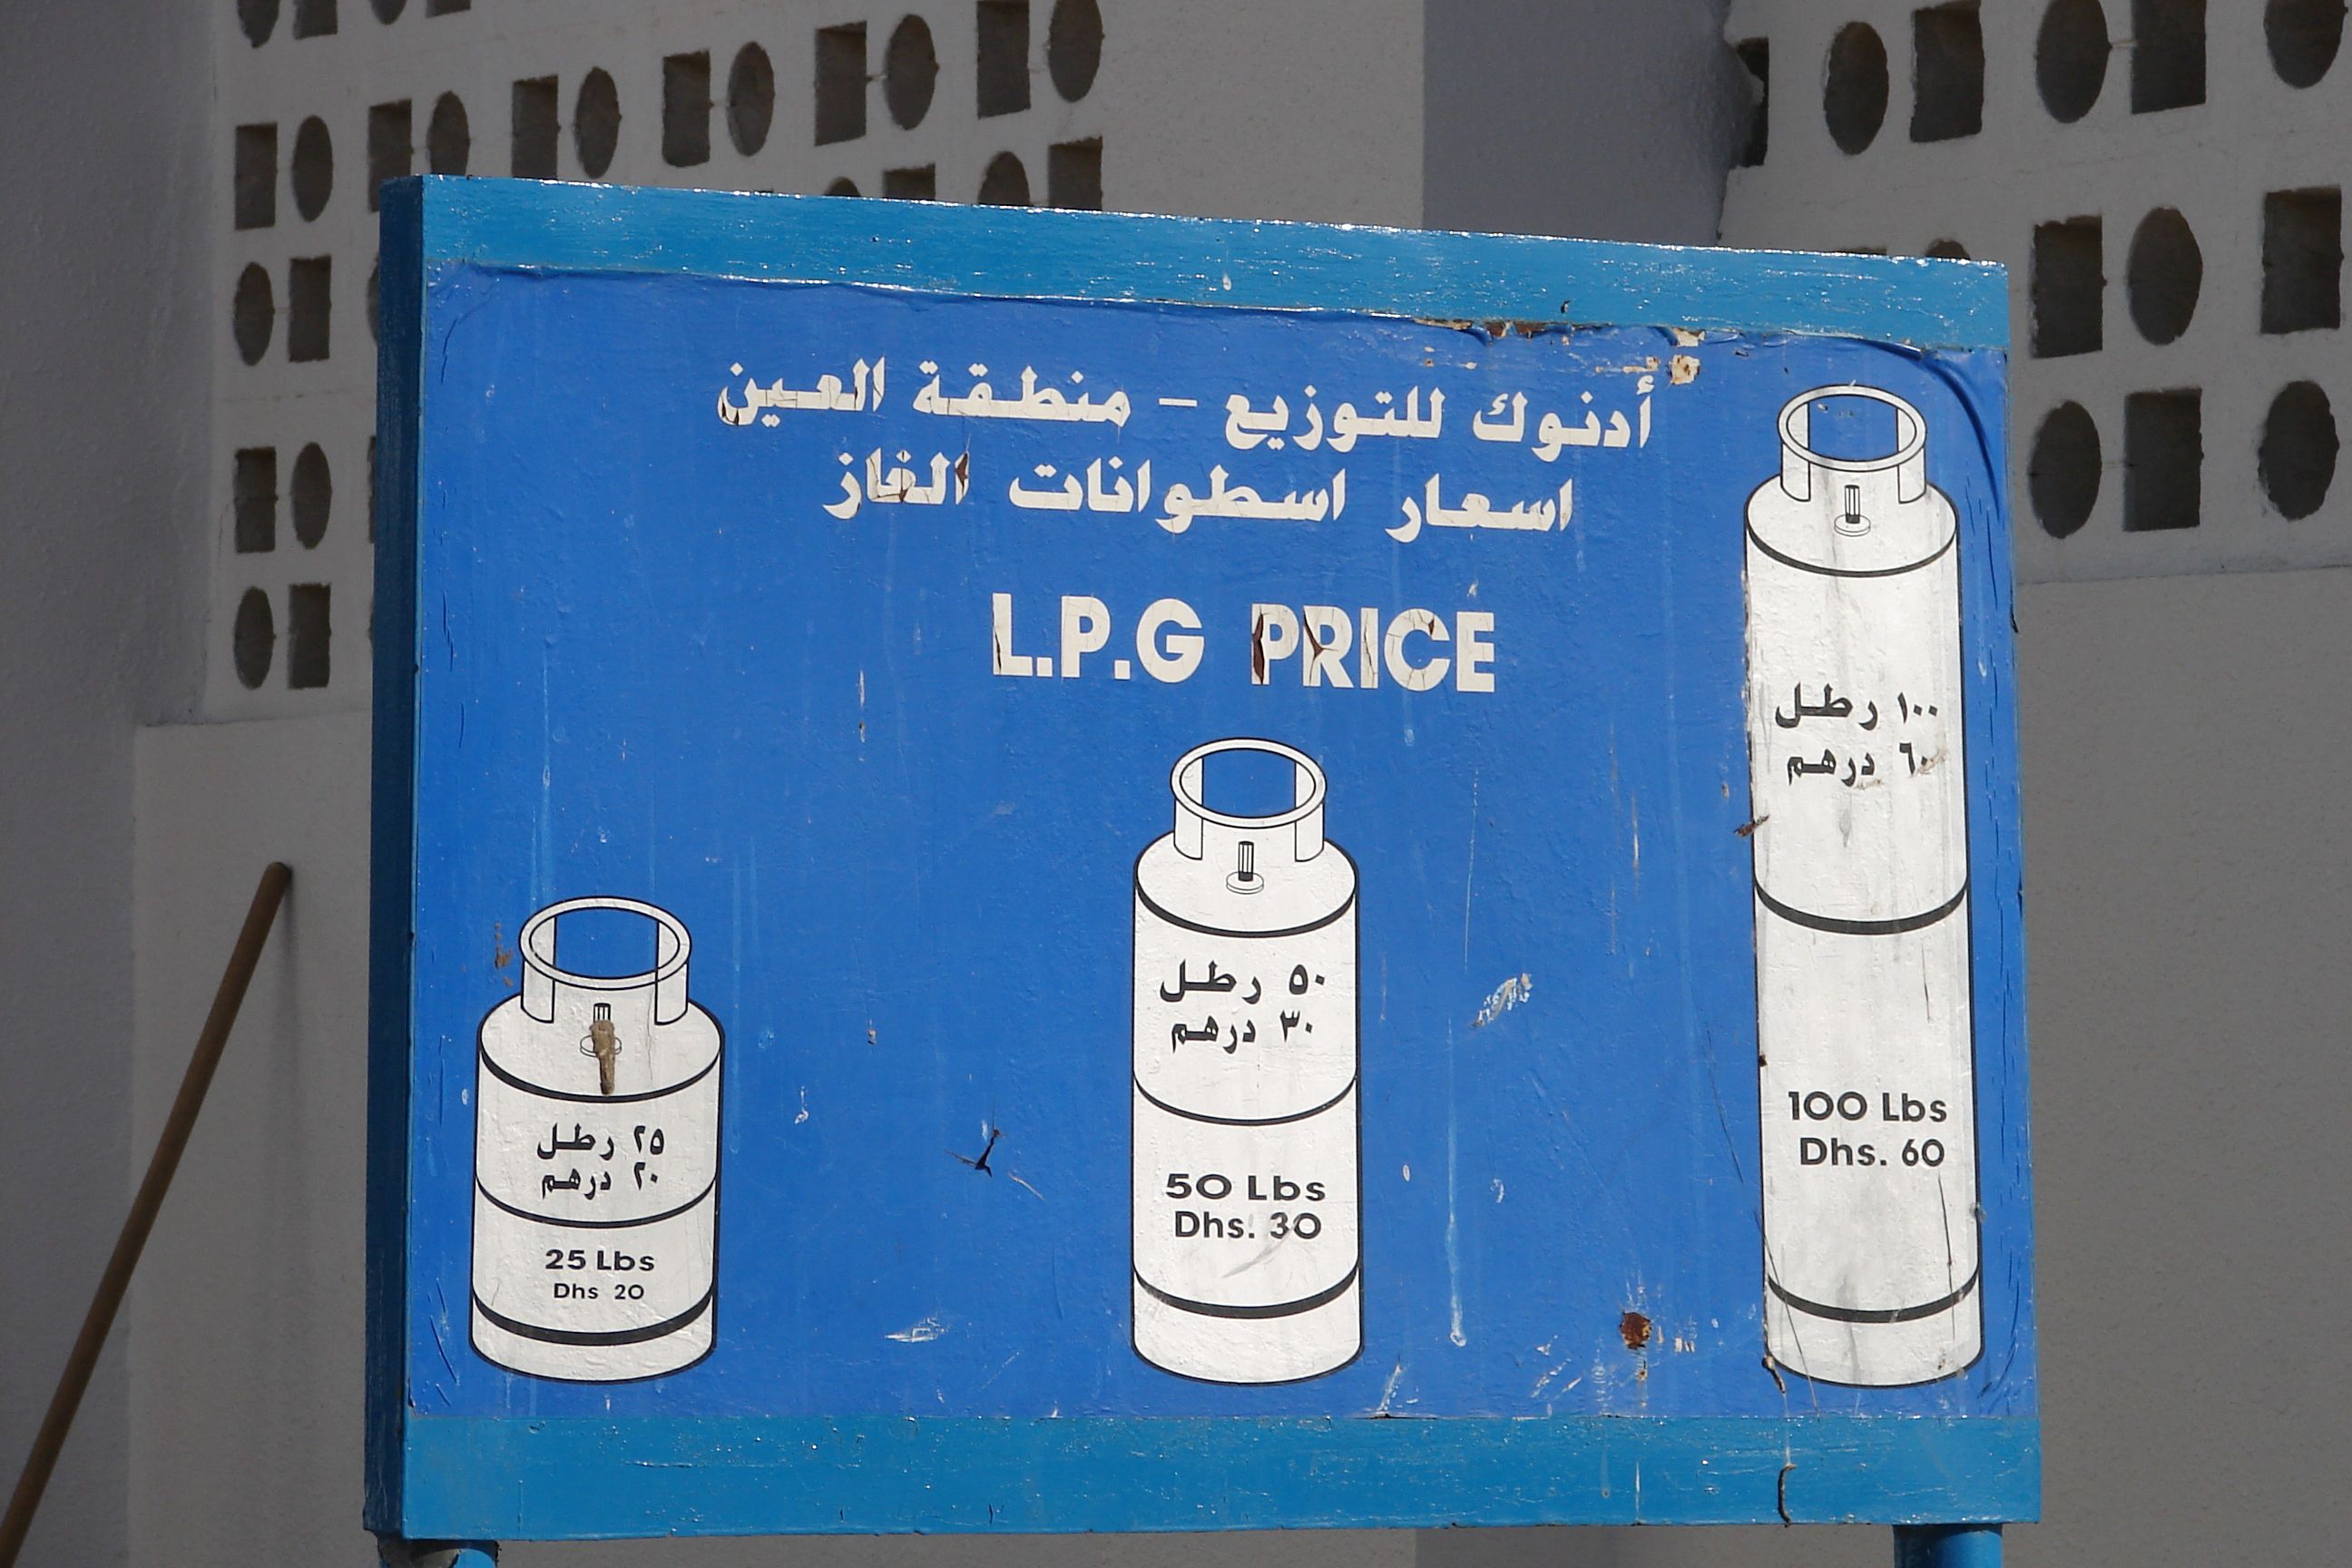 أدنوك للتوزيع – منطقة العين
اسعار اسطوانات الغاز
L.P.G PRICE
٢٥ رطل
٢٠ درهم
25 Lbs
Dhs 20
٥٠ رطل
٣٠ درهم
50 Lbs
Dhs. 30
١٠٠ رطل
٦٠ درهم
100 Lbs
Dhs. 60